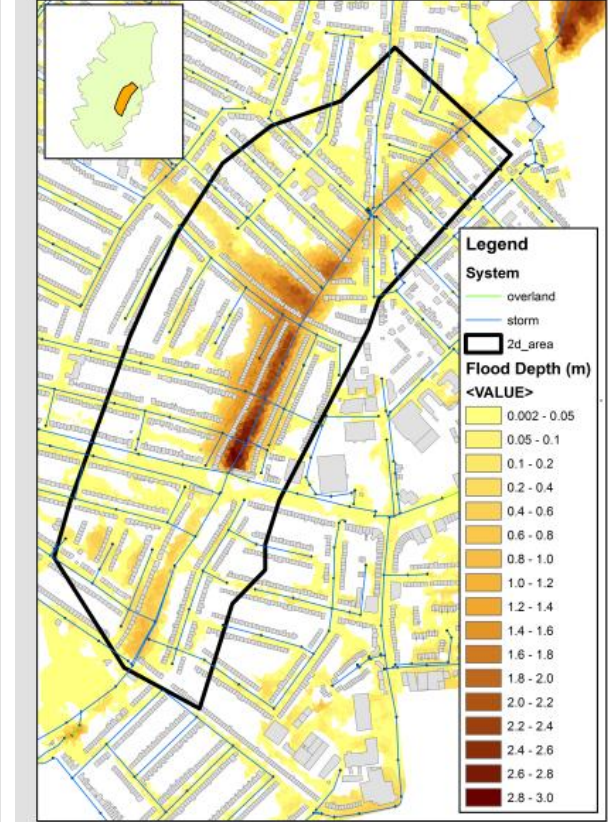 Legend
System
overland
storm
2d_area
Flood Depth (m)
<VALUE>
0.002 - 0.05
0.05 - 0.1
0.1 - 0.2
0.2 - 0.4
0.4 - 0.6
0.6 - 0.8
0.8 - 1.0
1.0 - 1.2
1.2 - 1.4
1.4 - 1.6
1.6 - 1.8
1.8 - 2.0
2.0 - 2.2
2.2 - 2.4
2.4 - 2.6
2.6 - 2.8
2.8 - 3.0